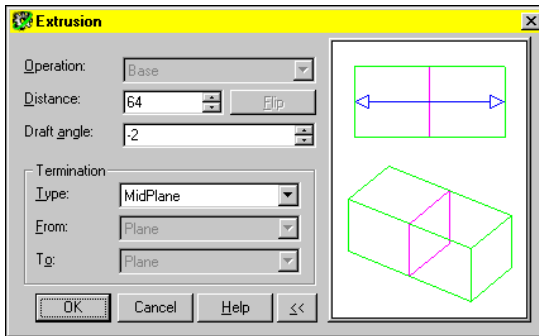 Extrusion
Operation: Base
Distance: 64 Flip
Draft angle: -2
Termination
Type: MidPlane
From: Plane
To: Plane
OK Cancel Help <<